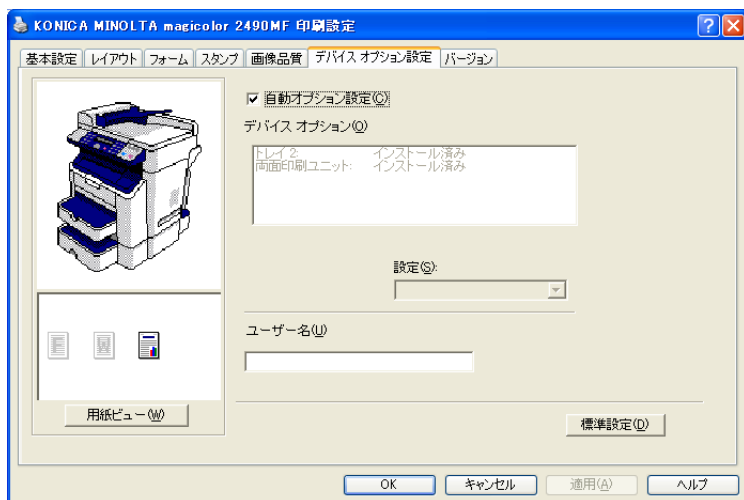 KONICA MINOLTA magicolor 2490MF 印刷設定
基本設定 レイアウト フォーム スタンプ 画像品質 デバイス オプション設定 バージョン
自動オプション設定(C)
デバイス オプション(O)
トレイ 2: インストール済み
両面印刷ユニット: インストール済み
設定(S):
ユーザー名(U)
用紙ビュー(W)
標準設定(D)
OK キャンセル 適用(A) ヘルプ